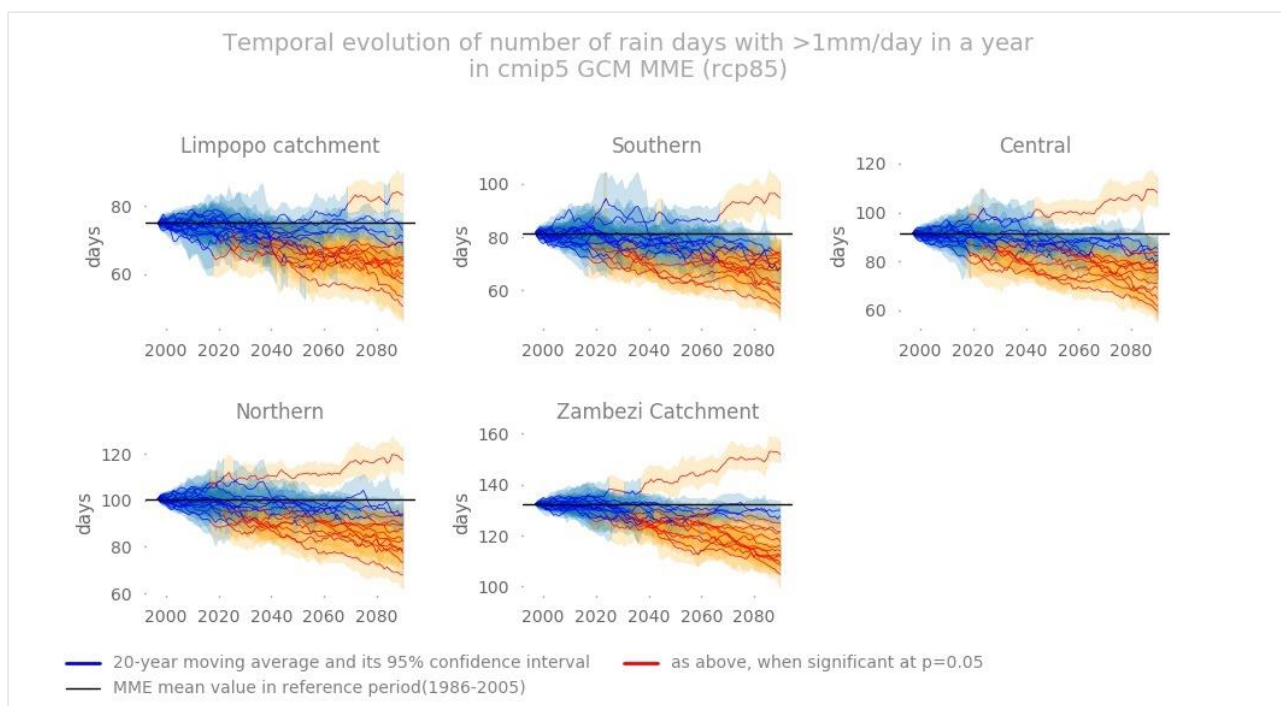 Temporal evolution of number of rain days with >1mm/day in a year
in cmip5 GCM MME (rcp85)
Limpopo catchment
80
60
days
2000 2020 2040 2060 2080
Southern
100
80
60
days
2000 2020 2040 2060 2080
Central
120
100
80
60
days
2000 2020 2040 2060 2080
Northern
120
100
80
60
days
2000 2020 2040 2060 2080
Zambezi Catchment
160
140
120
100
days
2000 2020 2040 2060 2080
20-year moving average and its 95% confidence interval
as above, when significant at p=0.05
MME mean value in reference period(1986-2005)